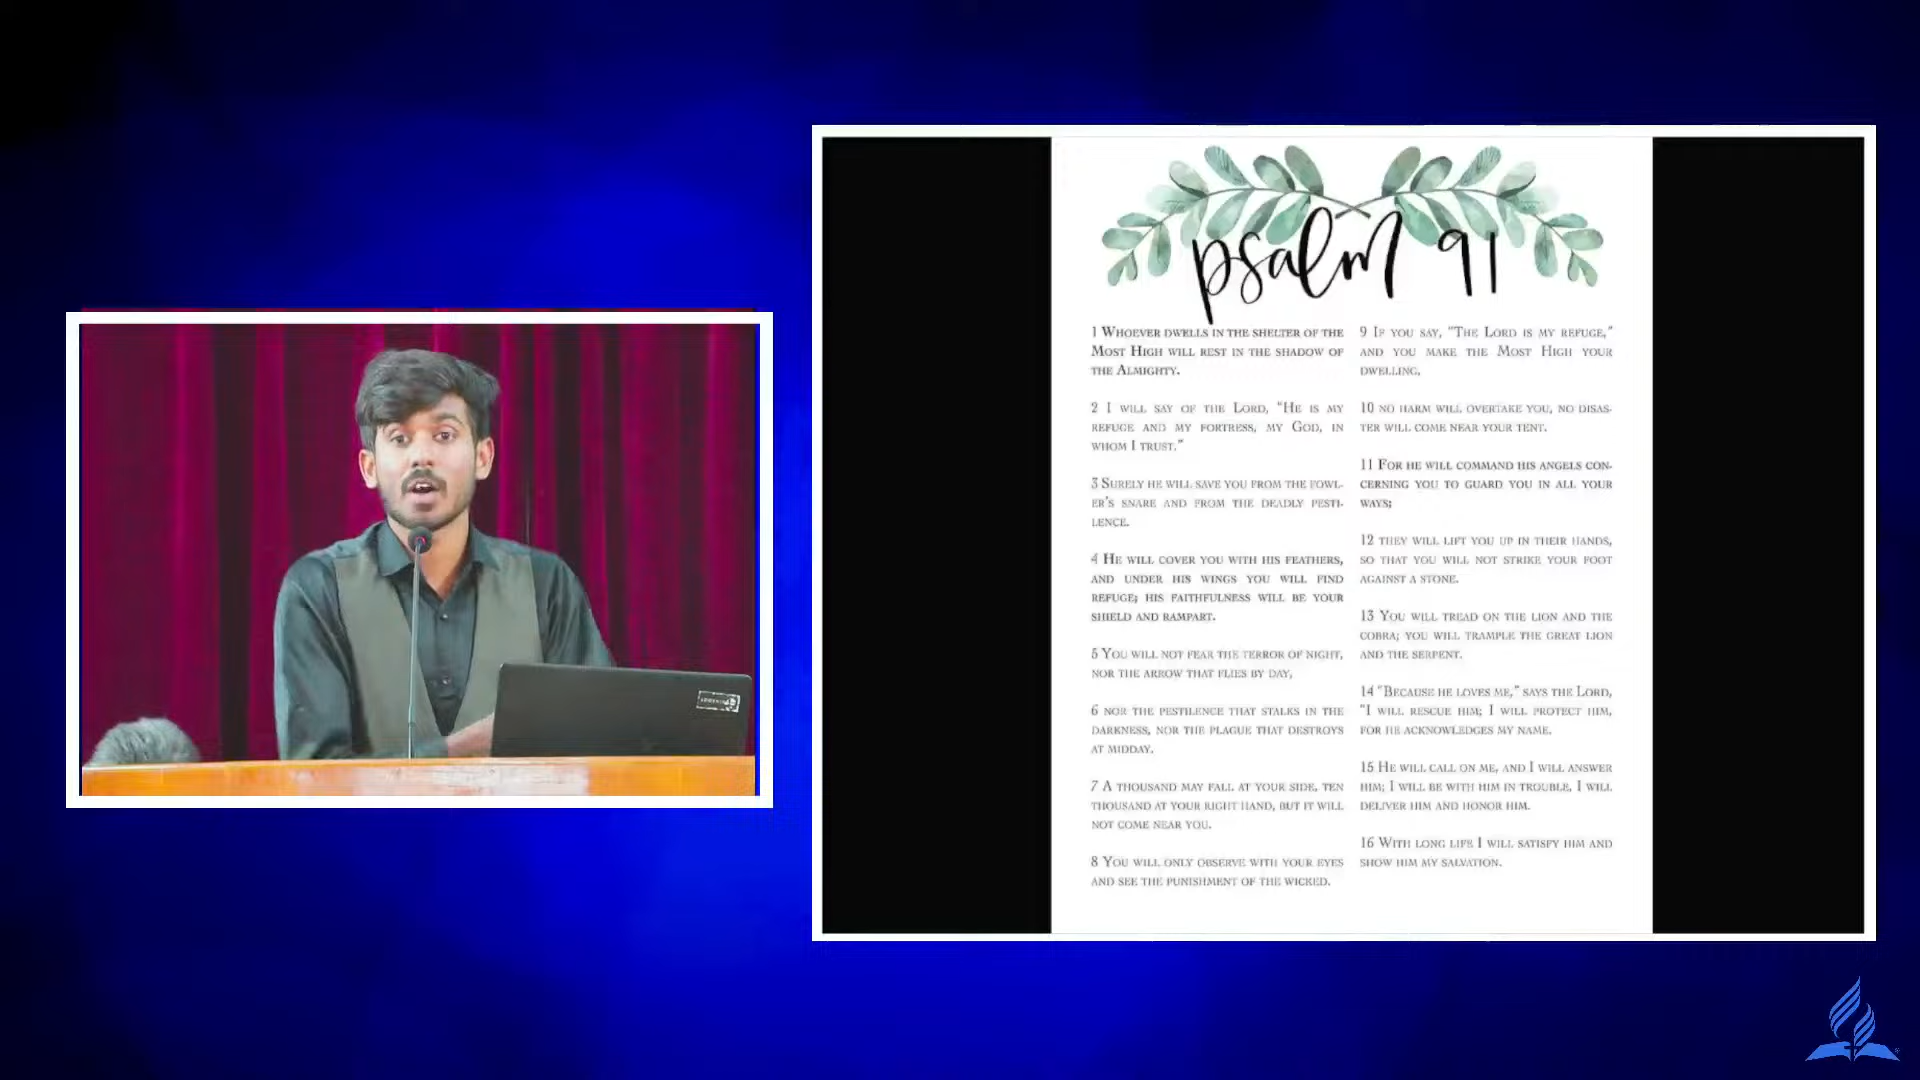 psalm 91
1 Whoever dwells in the shelter of the
Most High will rest in the shadow of
the Almighty.
2 I will say of the Lord, "He is my
refuge and my fortress, my God, in
whom I trust."
3 Surely he will save you from the fowl-
er's snare and from the deadly pesti-
lence.
4 He will cover you with his feathers,
and under his wings you will find
refuge; his faithfulness will be your
shield and rampart.
5 You will not fear the terror of night,
nor the arrow that flies by day,
6 nor the pestilence that stalks in the
darkness, nor the plague that destroys
at midday.
7 A thousand may fall at your side, ten
thousand at your right hand, but it will
not come near you.
8 You will only observe with your eyes
and see the punishment of the wicked.
9 If you say, "The Lord is my refuge,"
and you make the Most High your
dwelling,
10 no harm will overtake you, no disas-
ter will come near your tent.
11 For he will command his angels con-
cerning you to guard you in all your
ways;
12 they will lift you up in their hands,
so that you will not strike your foot
against a stone.
13 You will tread on the lion and the
cobra; you will trample the great lion
and the serpent.
14 "Because he loves me," says the Lord,
"I will rescue him; I will protect him,
for he acknowledges my name.
15 He will call on me, and I will answer
him; I will be with him in trouble, I will
deliver him and honor him.
16 With long life I will satisfy him and
show him my salvation.